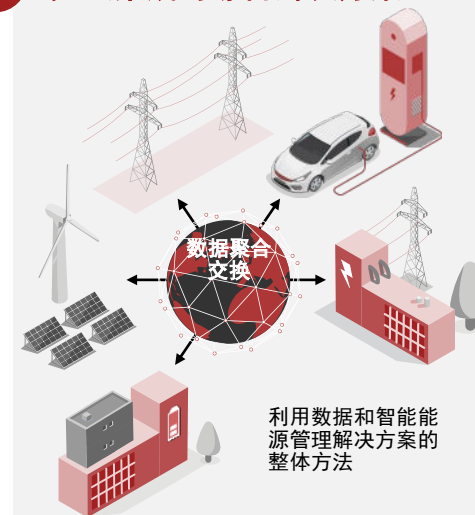 数据聚合
交换
利用数据和智能能
源管理解决方案的
整体方法